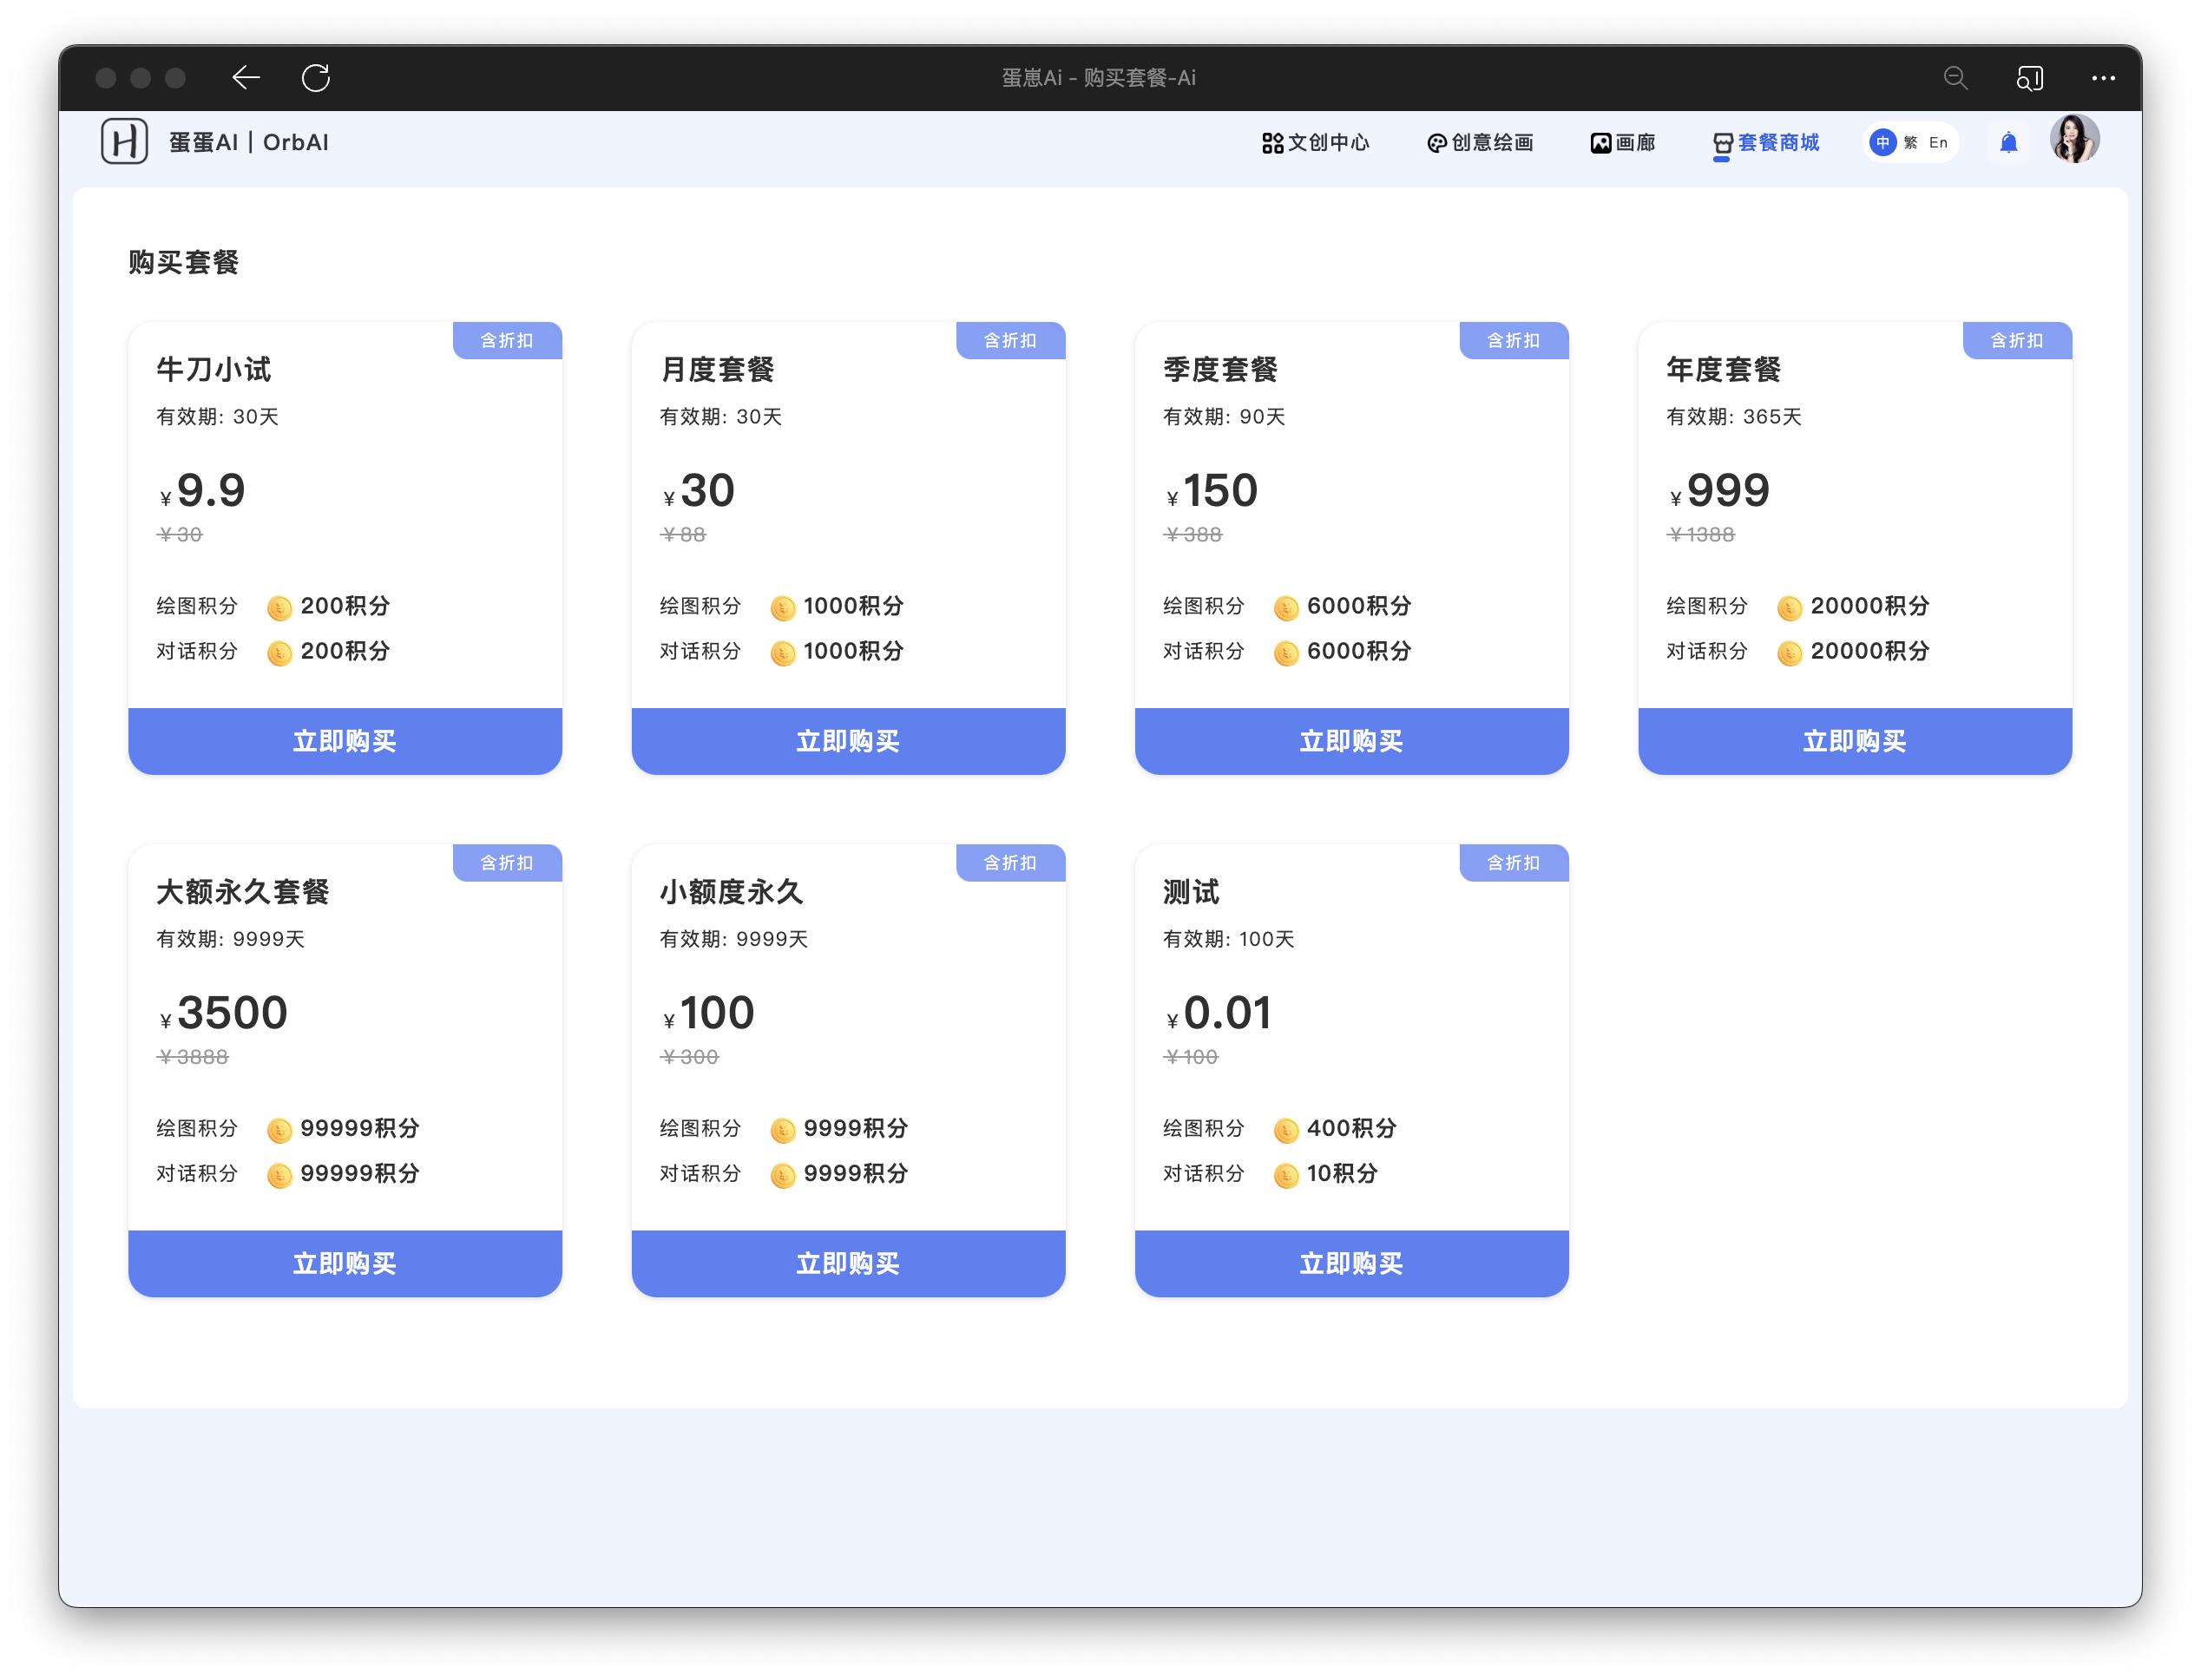 蛋崽Ai - 购买套餐-Ai
蛋蛋AI | OrbAI
文创中心
创意绘画
画廊
套餐商城
中 繁 En
购买套餐
含折扣
牛刀小试
有效期: 30天
¥9.9
¥30
绘图积分 200积分
对话积分 200积分
立即购买
含折扣
月度套餐
有效期: 30天
¥30
¥88
绘图积分 1000积分
对话积分 1000积分
立即购买
含折扣
季度套餐
有效期: 90天
¥150
¥388
绘图积分 6000积分
对话积分 6000积分
立即购买
含折扣
年度套餐
有效期: 365天
¥999
¥1388
绘图积分 20000积分
对话积分 20000积分
立即购买
含折扣
大额永久套餐
有效期: 9999天
¥3500
¥3888
绘图积分 99999积分
对话积分 99999积分
立即购买
含折扣
小额度永久
有效期: 9999天
¥100
¥300
绘图积分 9999积分
对话积分 9999积分
立即购买
含折扣
测试
有效期: 100天
¥0.01
¥100
绘图积分 400积分
对话积分 10积分
立即购买